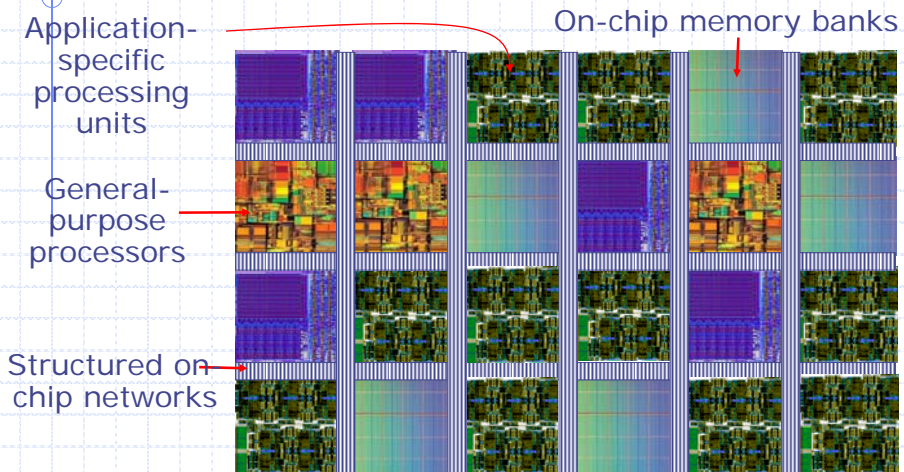 Application-
specific
processing
units
On-chip memory banks
General-
purpose
processors
Structured on
chip networks